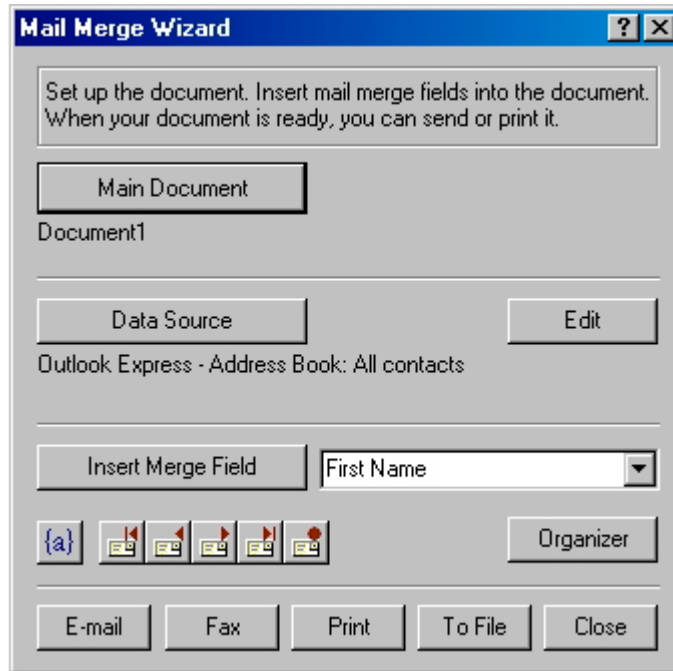 Mail Merge Wizard
Set up the document. Insert mail merge fields into the document.
When your document is ready, you can send or print it.
Main Document
Document1
Data Source
Edit
Outlook Express - Address Book: All contacts
Insert Merge Field
First Name
{a}
Organizer
E-mail
Fax
Print
To File
Close